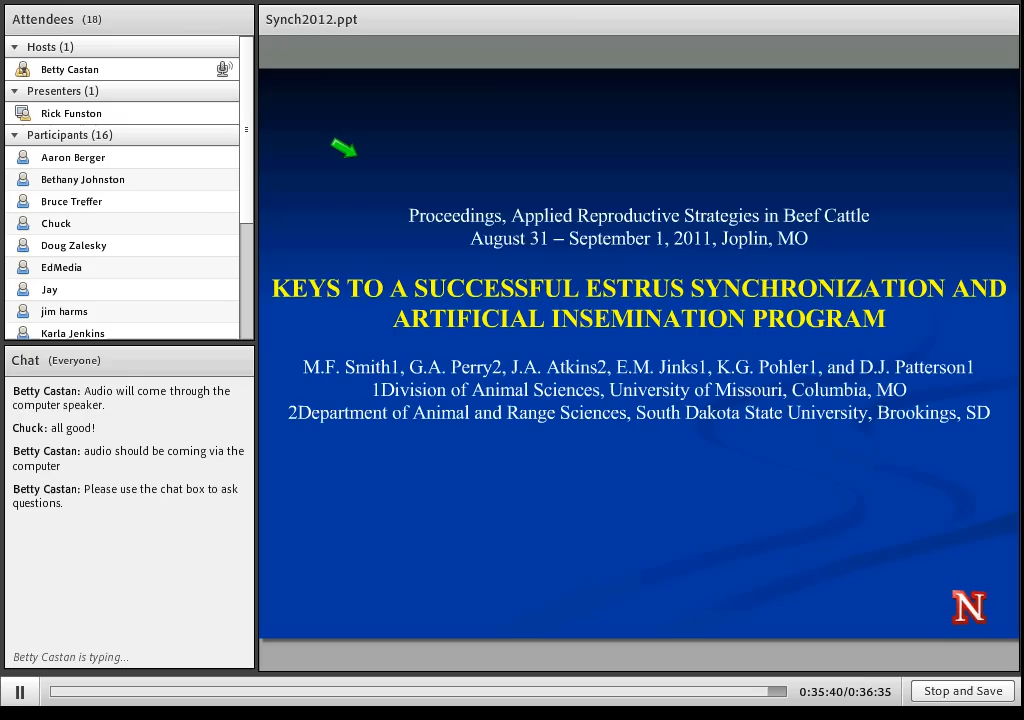 Attendees (18)
Hosts (1)
Betty Castan
Presenters (1)
Rick Funston
Participants (16)
Aaron Berger
Bethany Johnston
Bruce Treffer
Chuck
Doug Zalesky
EdMedia
Jay
jim harms
Karla Jenkins
Chat (Everyone)
Betty Castan: Audio will come through the
computer speaker.
Chuck: all good!
Betty Castan: audio should be coming via the
computer
Betty Castan: Please use the chat box to ask
questions.
Betty Castan is typing...
Synch2012.ppt
Proceedings, Applied Reproductive Strategies in Beef Cattle
August 31 – September 1, 2011, Joplin, MO
KEYS TO A SUCCESSFUL ESTRUS SYNCHRONIZATION AND
ARTIFICIAL INSEMINATION PROGRAM
M.F. Smith1, G.A. Perry2, J.A. Atkins2, E.M. Jinks1, K.G. Pohler1, and D.J. Patterson1
1Division of Animal Sciences, University of Missouri, Columbia, MO
2Department of Animal and Range Sciences, South Dakota State University, Brookings, SD
N
0:35:40/0:36:35
Stop and Save